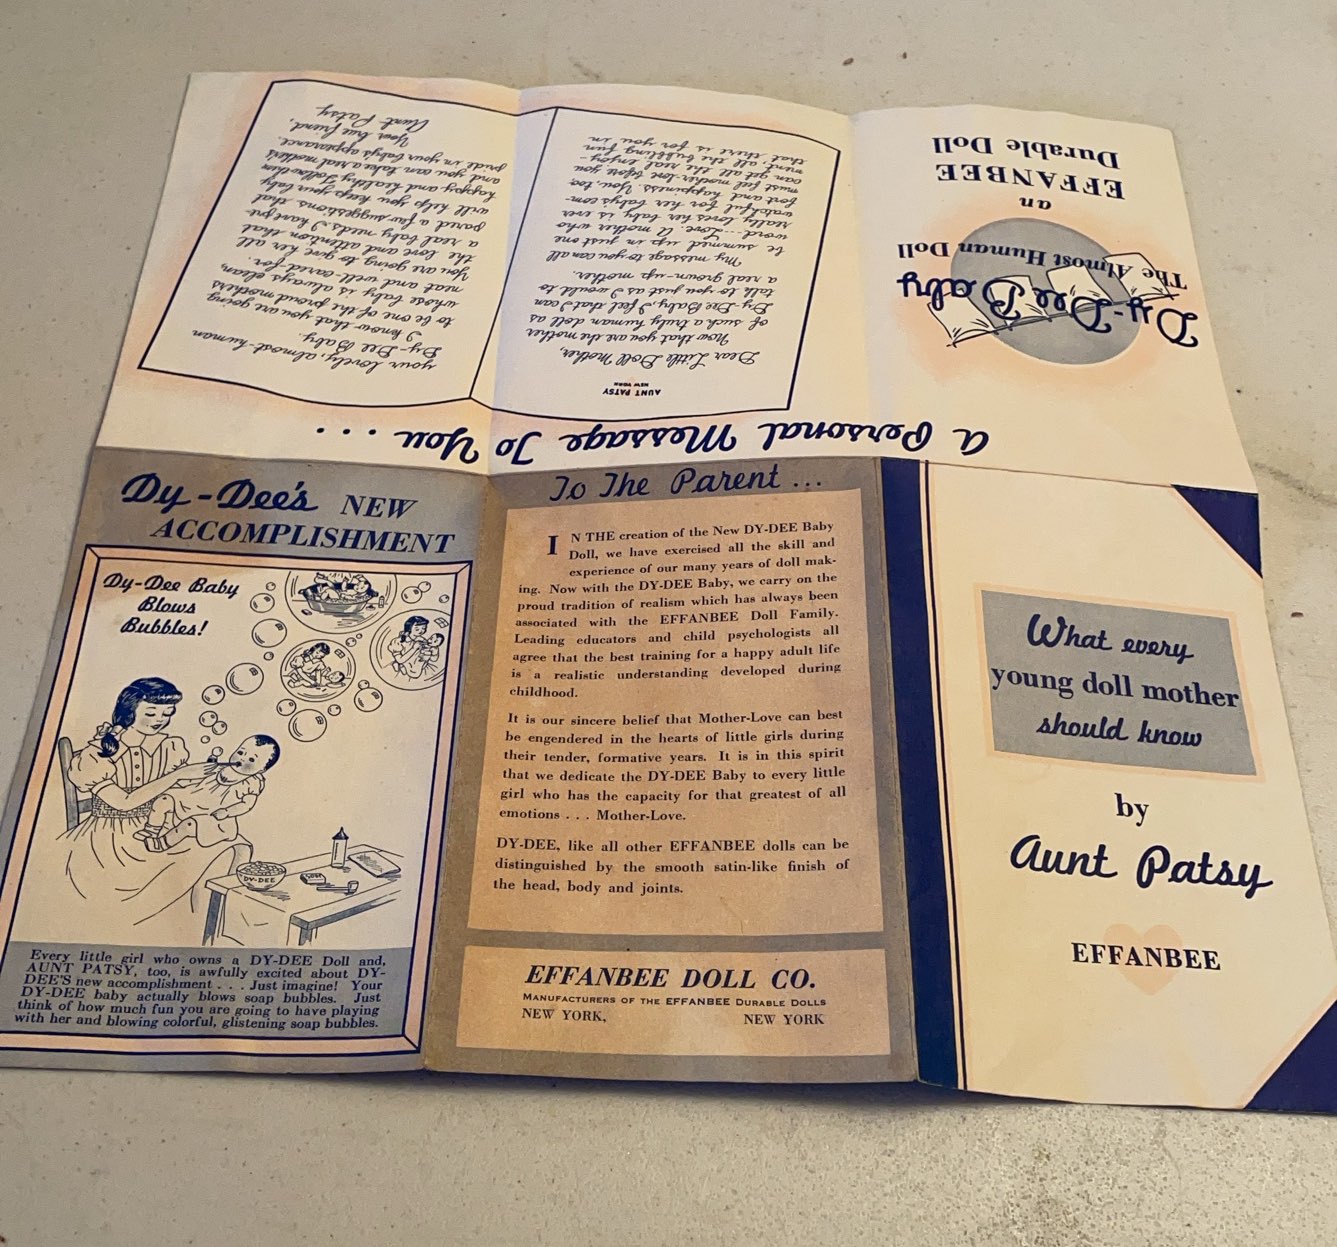 A Personal Message To You . . . .
AUNT PATSY
NEW YORK
Dear Little Doll Mother,
Now that you are the mother
of such a truly human doll as
Dy-Dee Baby, I feel that I can
talk to you just as I would to
a real grown-up mother.
My message to you can all
be summed up in just one
word...Love. A mother who
really loves her baby is ever
watchful for her baby's com-
fort and happiness. You, too,
must feel mother-love before you
can get all the real enjoy-
ment, all the bubbling fun
that there is for you in
your lovely, almost-human
Dy-Dee Baby.
I know that you are going
to be one of the proud mothers
whose baby is always clean,
neat and well-cared for.
You are going to give her all
the love and attention that
a real baby needs. I have pre-
pared a few suggestions that
will help you keep your baby
happy and healthy. Follow them
and you can take a real mother's
pride in your baby's appearance.
Your true friend,
Aunt Patsy
Dy-Dee Baby
The Almost Human Doll
an
EFFANBEE
Durable Doll
Dy-Dee's NEW
ACCOMPLISHMENT
Dy-Dee Baby
Blows
Bubbles!
DY-DEE
Every little girl who owns a DY-DEE Doll and,
AUNT PATSY, too, is awfully excited about DY-
DEE'S new accomplishment . . . Just imagine! Your
DY-DEE baby actually blows soap bubbles. Just
think of how much fun you are going to have playing
with her and blowing colorful, glistening soap bubbles.
To The Parent ...
IN THE creation of the New DY-DEE Baby
Doll, we have exercised all the skill and
experience of our many years of doll mak-
ing. Now with the DY-DEE Baby, we carry on the
proud tradition of realism which has always been
associated with the EFFANBEE Doll Family.
Leading educators and child psychologists all
agree that the best training for a happy adult life
is a realistic understanding developed during
childhood.
It is our sincere belief that Mother-Love can best
be engendered in the hearts of little girls during
their tender, formative years. It is in this spirit
that we dedicate the DY-DEE Baby to every little
girl who has the capacity for that greatest of all
emotions . . . Mother-Love.
DY-DEE, like all other EFFANBEE dolls can be
distinguished by the smooth satin-like finish of
the head, body and joints.
EFFANBEE DOLL CO.
MANUFACTURERS OF THE EFFANBEE DURABLE DOLLS
NEW YORK, NEW YORK
What every
young doll mother
should know
by
Aunt Patsy
EFFANBEE